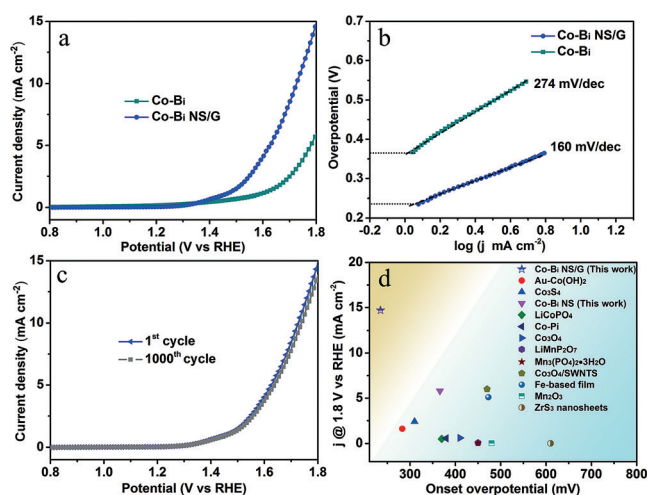 a
Co-Bi
Co-Bi NS/G
Current density (mA cm⁻²)
15
10
5
0
0.8 1.0 1.2 1.4 1.6 1.8
Potential (V vs RHE)
b
Co-Bi NS/G
Co-Bi
274 mV/dec
160 mV/dec
Overpotential (V)
0.7
0.6
0.5
0.4
0.3
0.2
-0.4 -0.2 0.0 0.2 0.4 0.6 0.8 1.0 1.2
log (j mA cm⁻²)
c
1ˢᵗ cycle
1000ᵗʰ cycle
Current density (mA cm⁻²)
15
10
5
0
0.8 1.0 1.2 1.4 1.6 1.8
Potential (V vs RHE)
d
Co-Bi NS/G (This work)
Au-Co(OH)₂
Co₃S₄
Co-Bi NS (This work)
LiCoPO₄
Co-Pi
Co₃O₄
LiMnP₂O₇
Mn₃(PO₄)₂•3H₂O
Co₃O₄/SWNTS
Fe-based film
Mn₂O₃
ZrS₃ nanosheets
j @ 1.8 V vs RHE (mA cm⁻²)
20
15
10
5
0
200 300 400 500 600 700 800
Onset overpotential (mV)